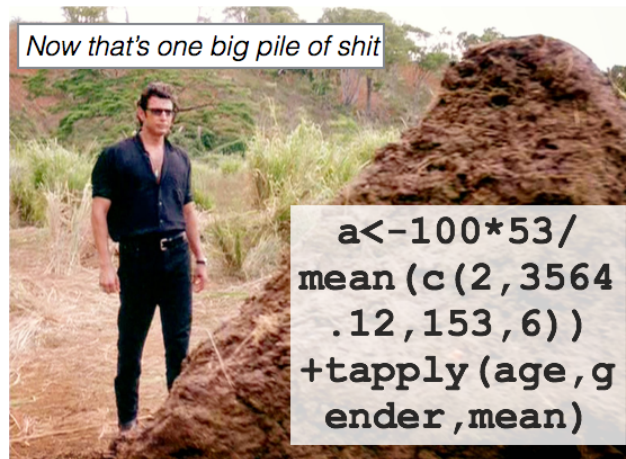 Now that's one big pile of shit
a<-100*53/
mean(c(2,3564
.12,153,6))
+tapply(age,g
ender,mean)